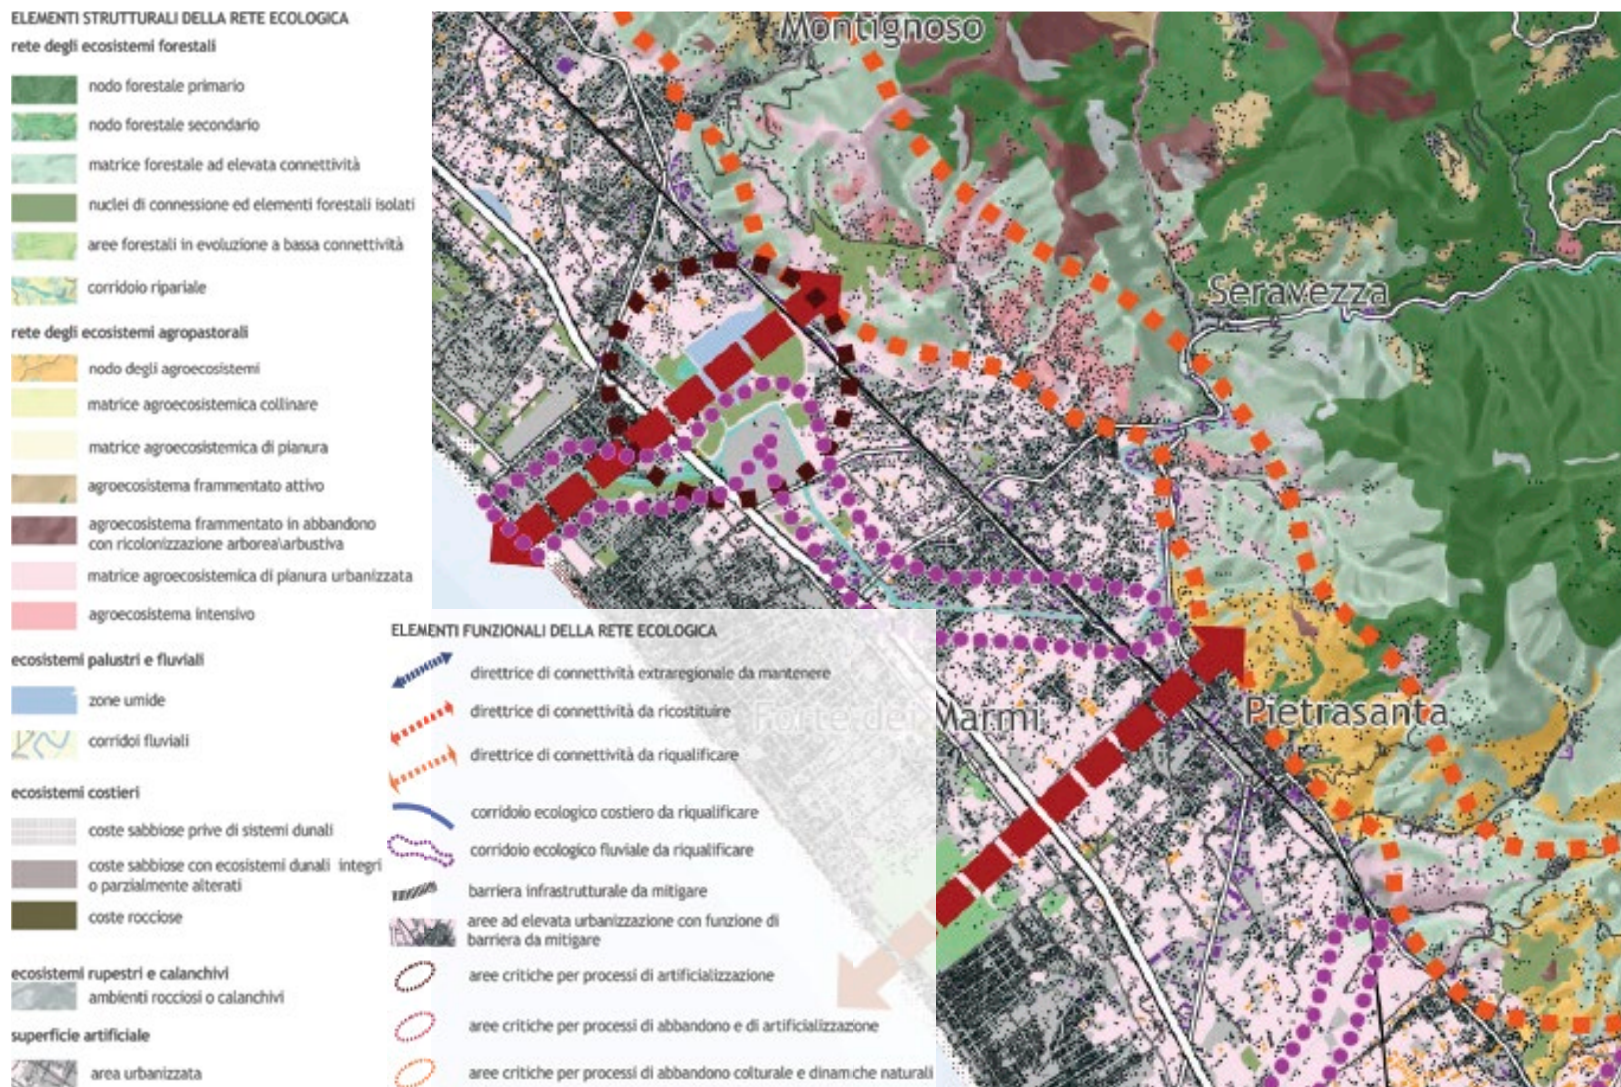 ELEMENTI STRUTTURALI DELLA RETE ECOLOGICA
rete degli ecosistemi forestali
nodo forestale primario
nodo forestale secondario
matrice forestale ad elevata connettività
nuclei di connessione ed elementi forestali isolati
aree forestali in evoluzione a bassa connettività
corridoio ripariale
rete degli ecosistemi agropastorali
nodo degli agroecosistemi
matrice agroecosistemica collinare
matrice agroecosistemica di pianura
agroecosistema frammentato attivo
agroecosistema frammentato in abbandono
con ricolonizzazione arborea\arbustiva
matrice agroecosistemica di pianura urbanizzata
agroecosistema intensivo
ecosistemi palustri e fluviali
zone umide
corridoi fluviali
ecosistemi costieri
coste sabbiose prive di sistemi dunali
coste sabbiose con ecosistemi dunali integri
o parzialmente alterati
coste rocciose
ecosistemi rupestri e calanchivi
ambienti rocciosi o calanchivi
superficie artificiale
area urbanizzata
ELEMENTI FUNZIONALI DELLA RETE ECOLOGICA
direttrice di connettività extraregionale da mantenere
direttrice di connettività da ricostituire
direttrice di connettività da riqualificare
corridoio ecologico costiero da riqualificare
corridoio ecologico fluviale da riqualificare
barriera infrastrutturale da mitigare
aree ad elevata urbanizzazione con funzione di
barriera da mitigare
aree critiche per processi di artificializzazione
aree critiche per processi di abbandono e di artificializzazone
aree critiche per processi di abbandono colturale e dinamiche naturali
Montignoso
Seravezza
Forte dei Marmi
Pietrasanta